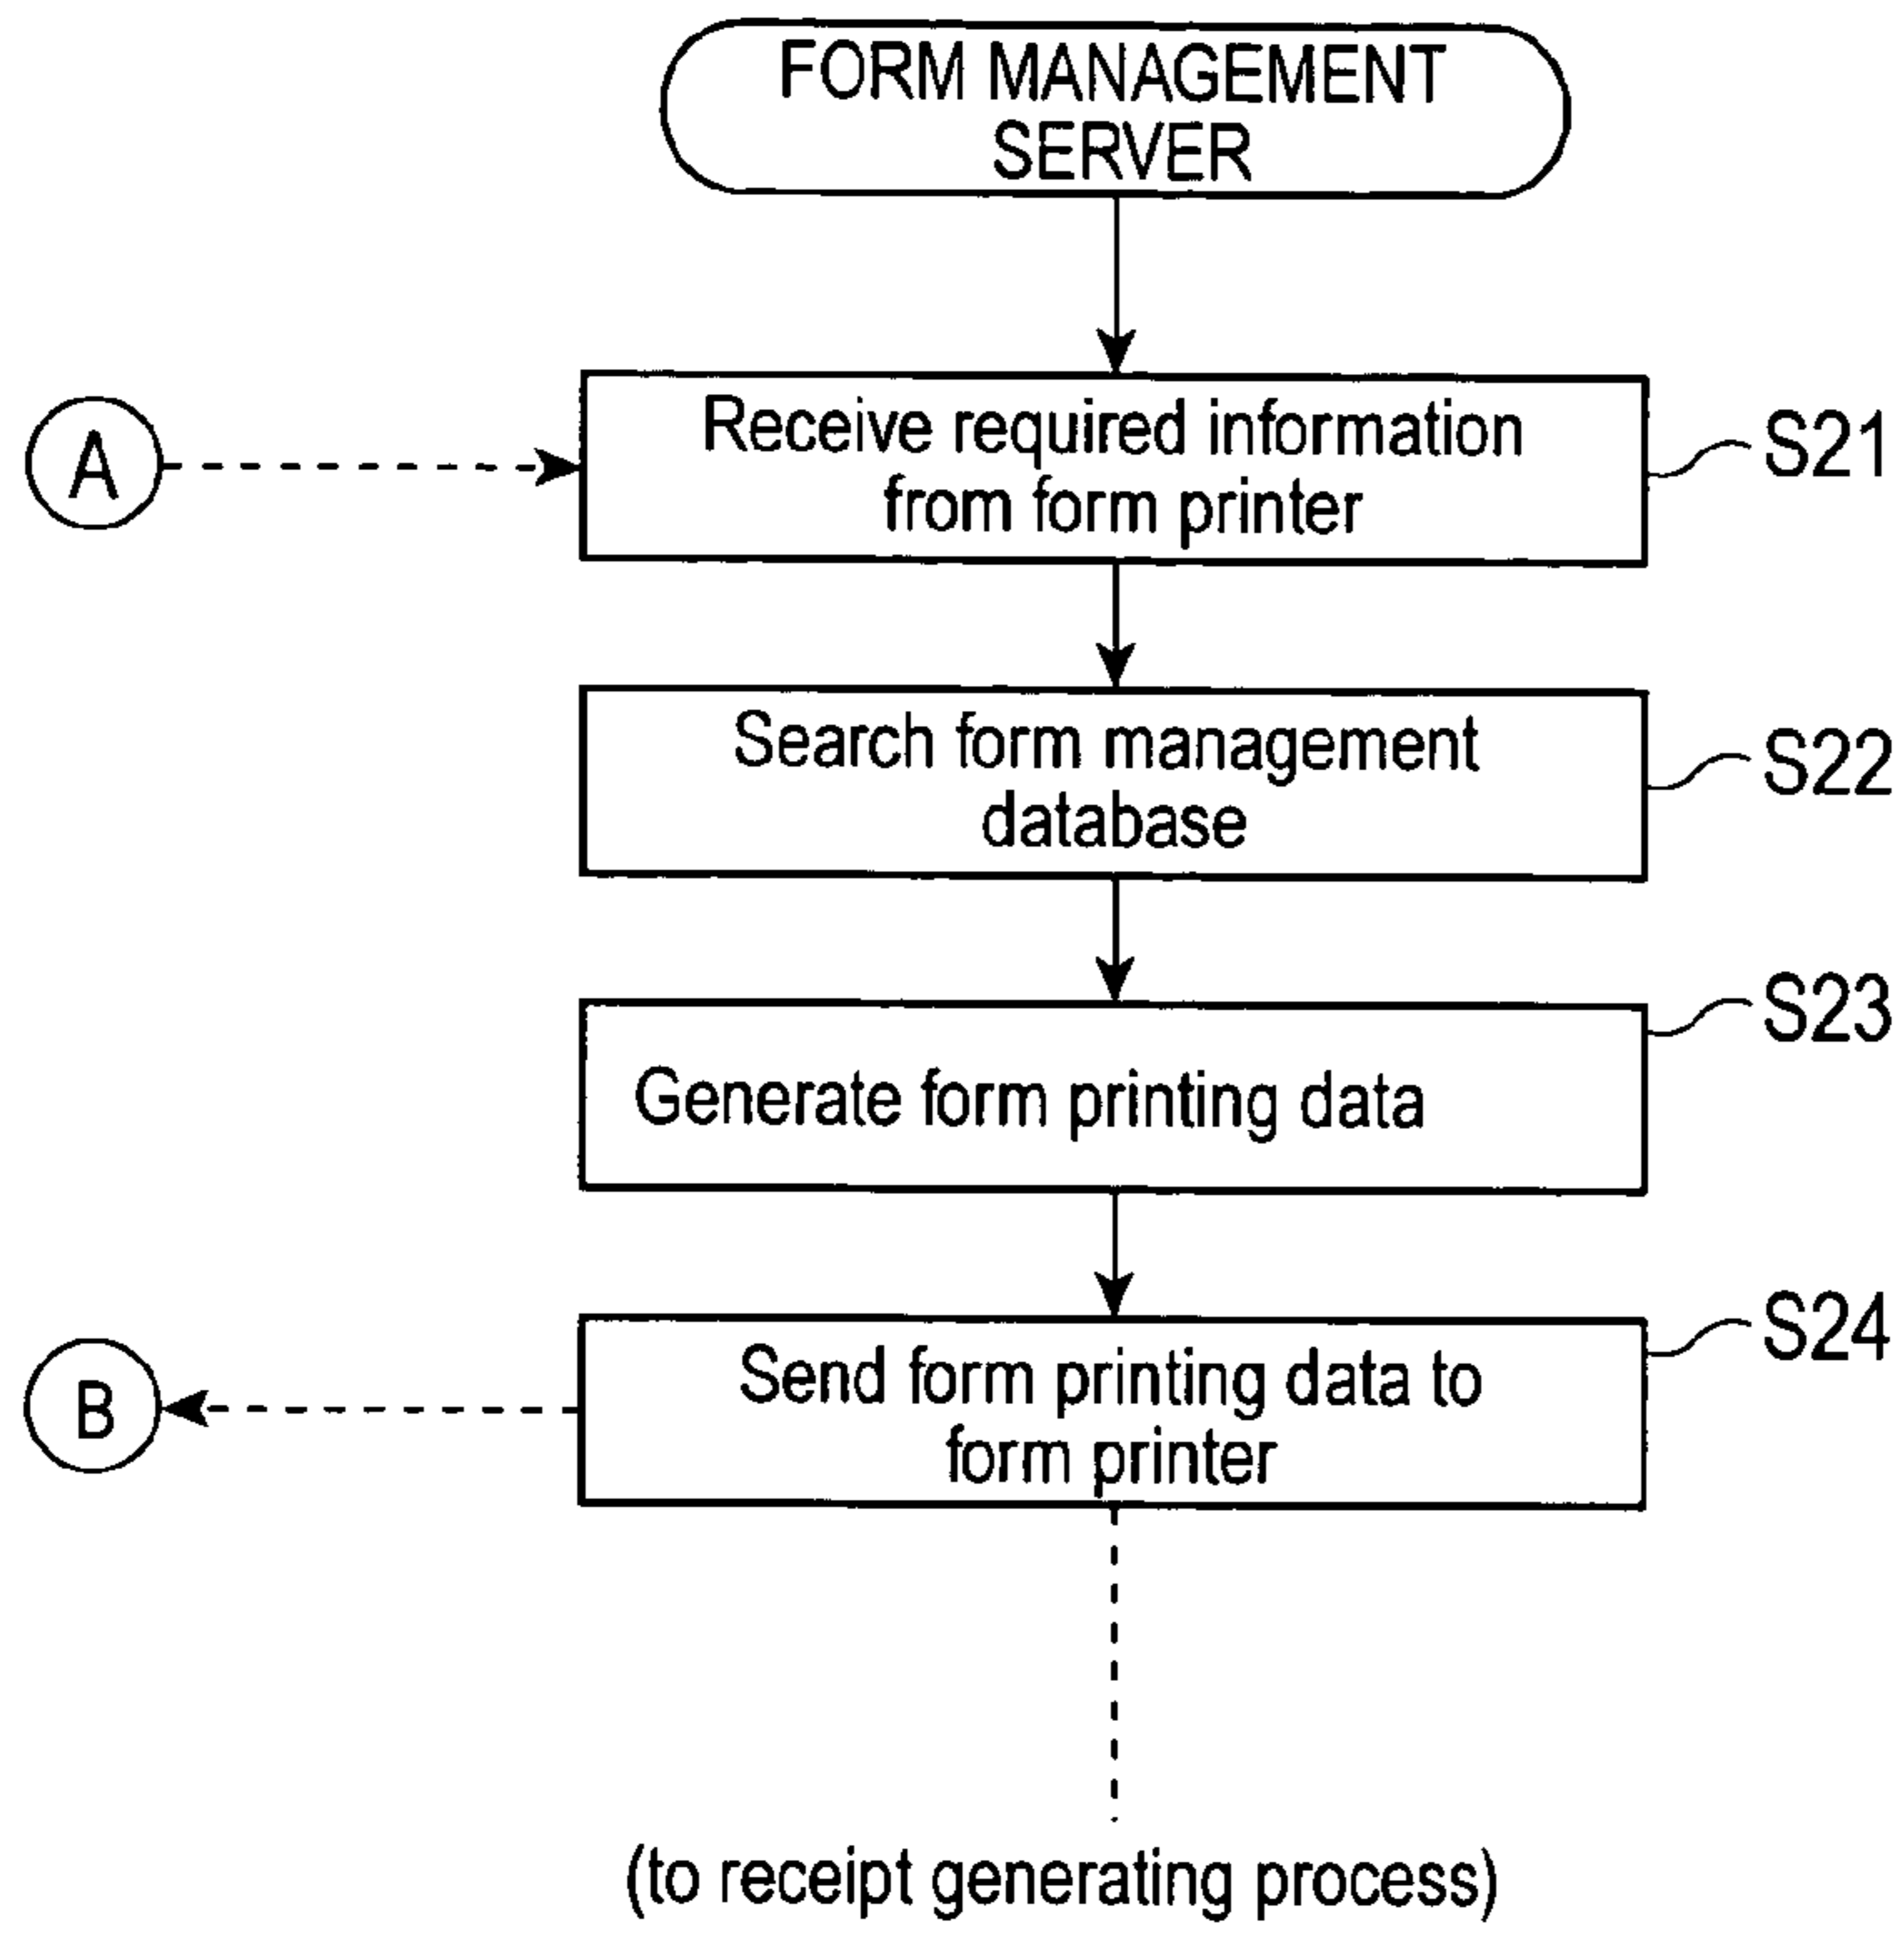 FORM MANAGEMENT
SERVER
A
Receive required information
from form printer
S21
Search form management
database
S22
Generate form printing data
S23
Send form printing data to
form printer
S24
B
(to receipt generating process)